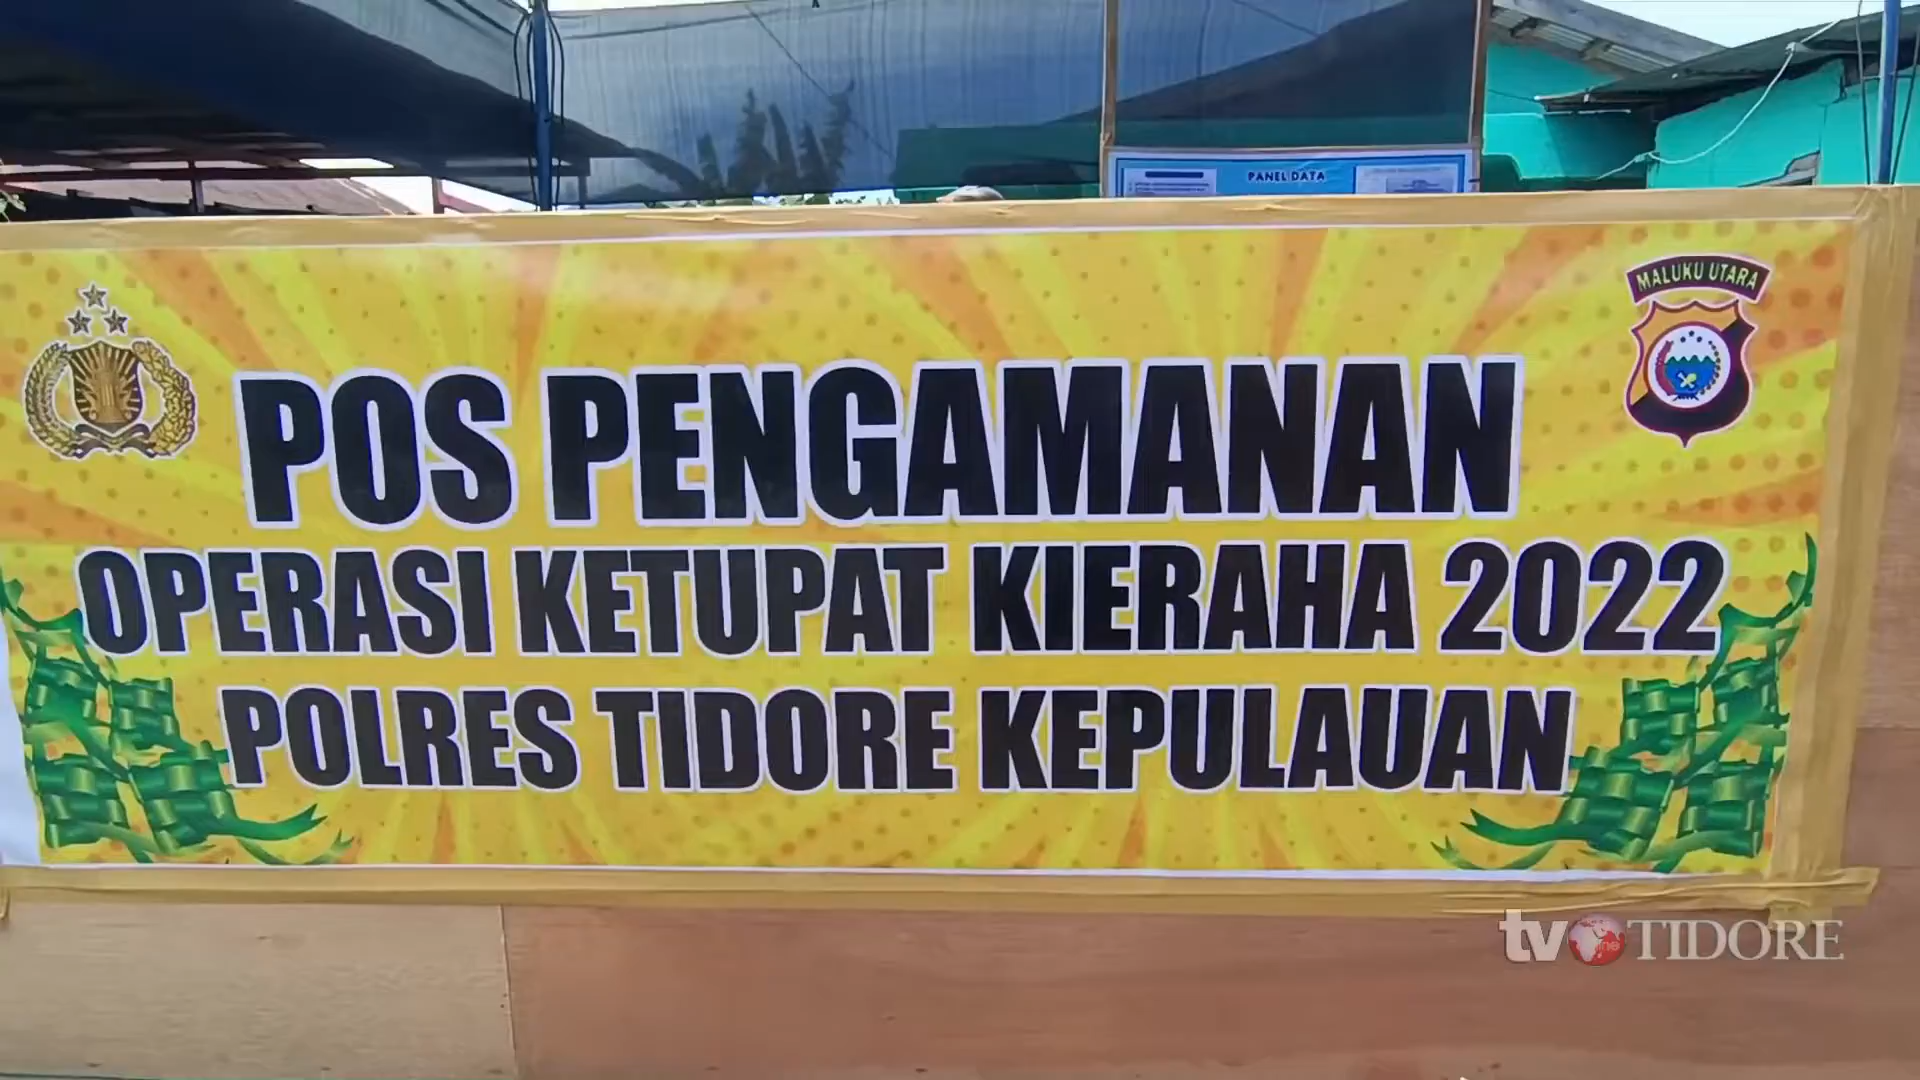 PANEL DATA
MALUKU UTARA
POS PENGAMANAN
OPERASI KETUPAT KIERAHA 2022
POLRES TIDORE KEPULAUAN
tv TIDORE